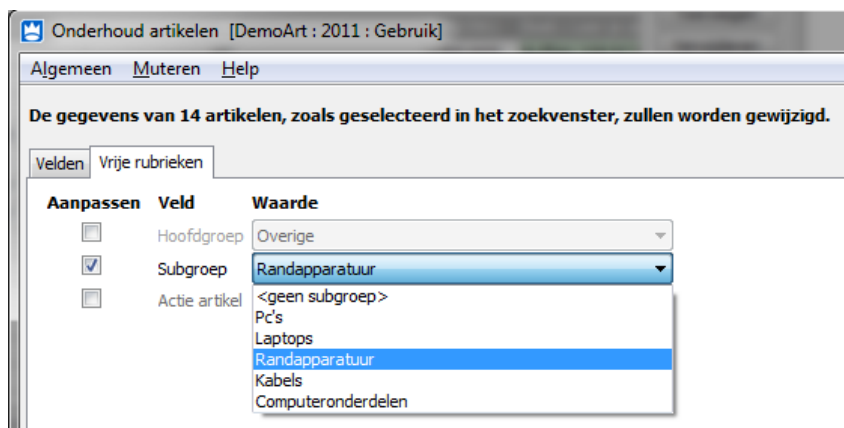 Onderhoud artikelen [DemoArt : 2011 : Gebruik]
Algemeen Muteren Help
De gegevens van 14 artikelen, zoals geselecteerd in het zoekvenster, zullen worden gewijzigd.
Velden Vrije rubrieken
Aanpassen Veld Waarde
Hoofdgroep Overige
Subgroep Randapparatuur
Actie artikel <geen subgroep>
Pc's
Laptops
Randapparatuur
Kabels
Computeronderdelen